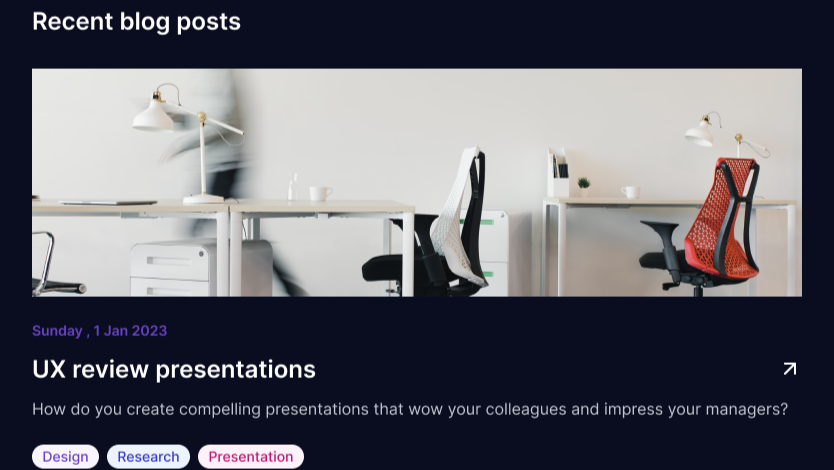 Recent blog posts
Sunday , 1 Jan 2023
UX review presentations
How do you create compelling presentations that wow your colleagues and impress your managers?
Design Research Presentation